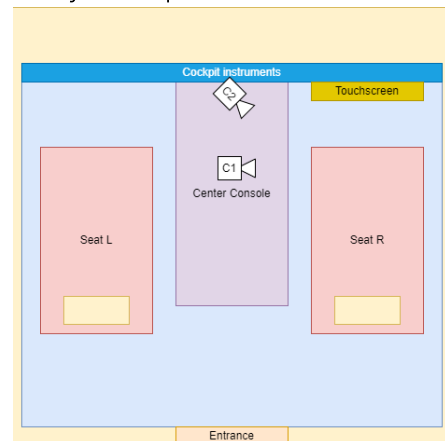 Cockpit instruments
C2
Touchscreen
C1
Center Console
Seat L
Seat R
Entrance